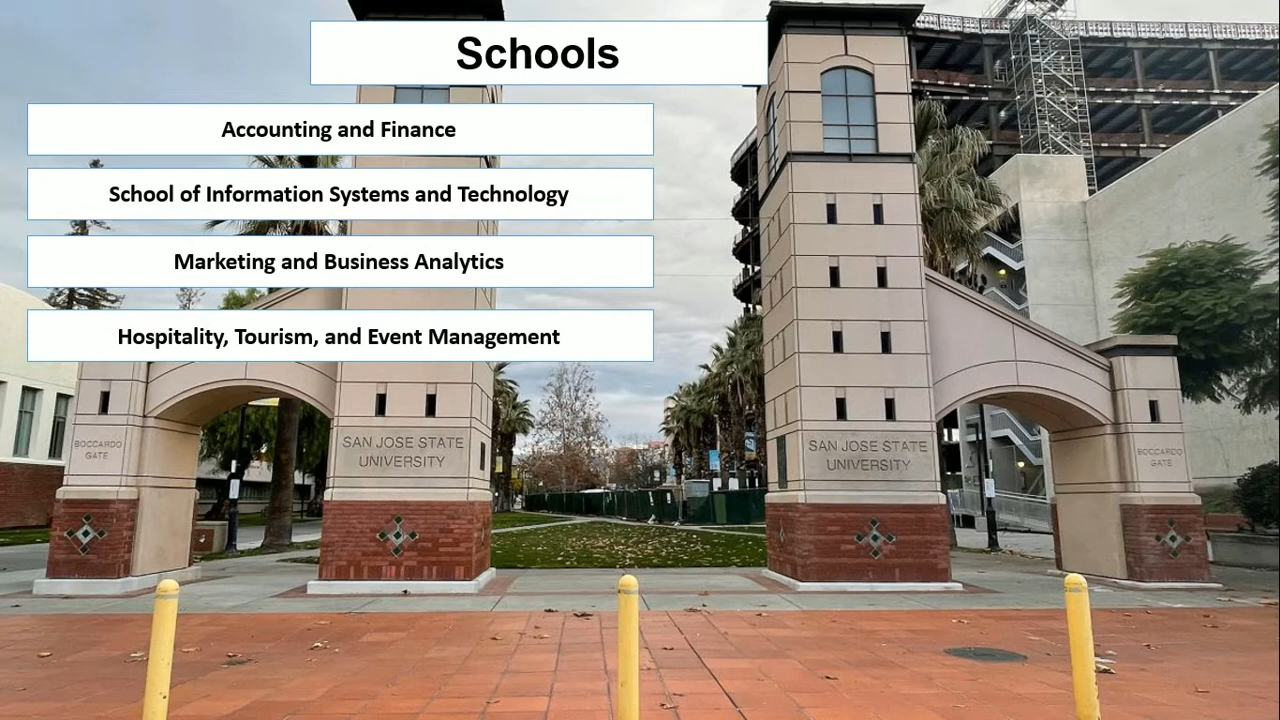 Schools
Accounting and Finance
School of Information Systems and Technology
Marketing and Business Analytics
Hospitality, Tourism, and Event Management
BOCCARDO
GATE
SAN JOSE STATE
UNIVERSITY
SAN JOSE STATE
UNIVERSITY
BOCCARDO
GATE